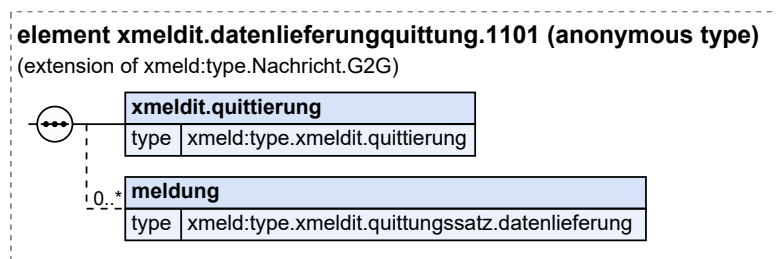 element xmeldit.datenlieferungquittung.1101 (anonymous type)
(extension of xmeld:type.Nachricht.G2G)
xmeldit.quittierung
type xmeld:type.xmeldit.quittierung
0..* meldung
type xmeld:type.xmeldit.quittungssatz.datenlieferung